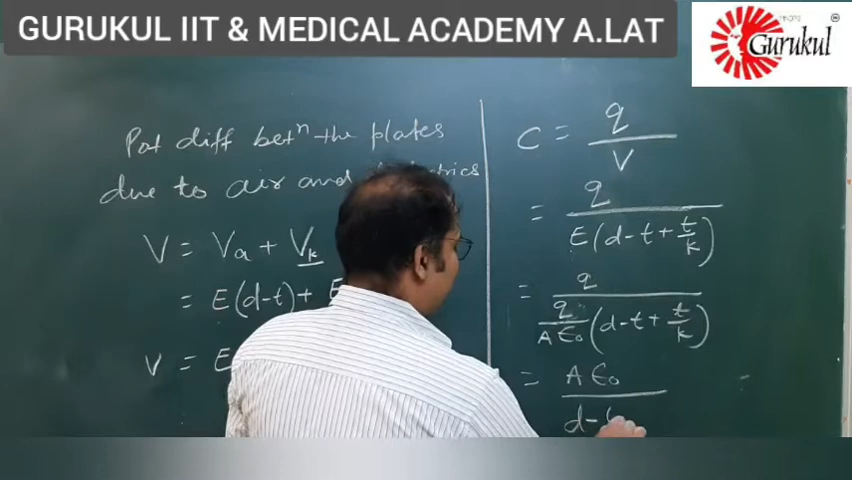 GURUKUL IIT & MEDICAL ACADEMY A.LAT
Gurukul
Pot diff betⁿ the plates
due to air and
V = Va + Vk
= E(d-t) + E
V = E
C = q/V
= q/E(d-t+t/k)
= q/(q/A∈₀(d-t+t/k))
= A∈₀/d-
=